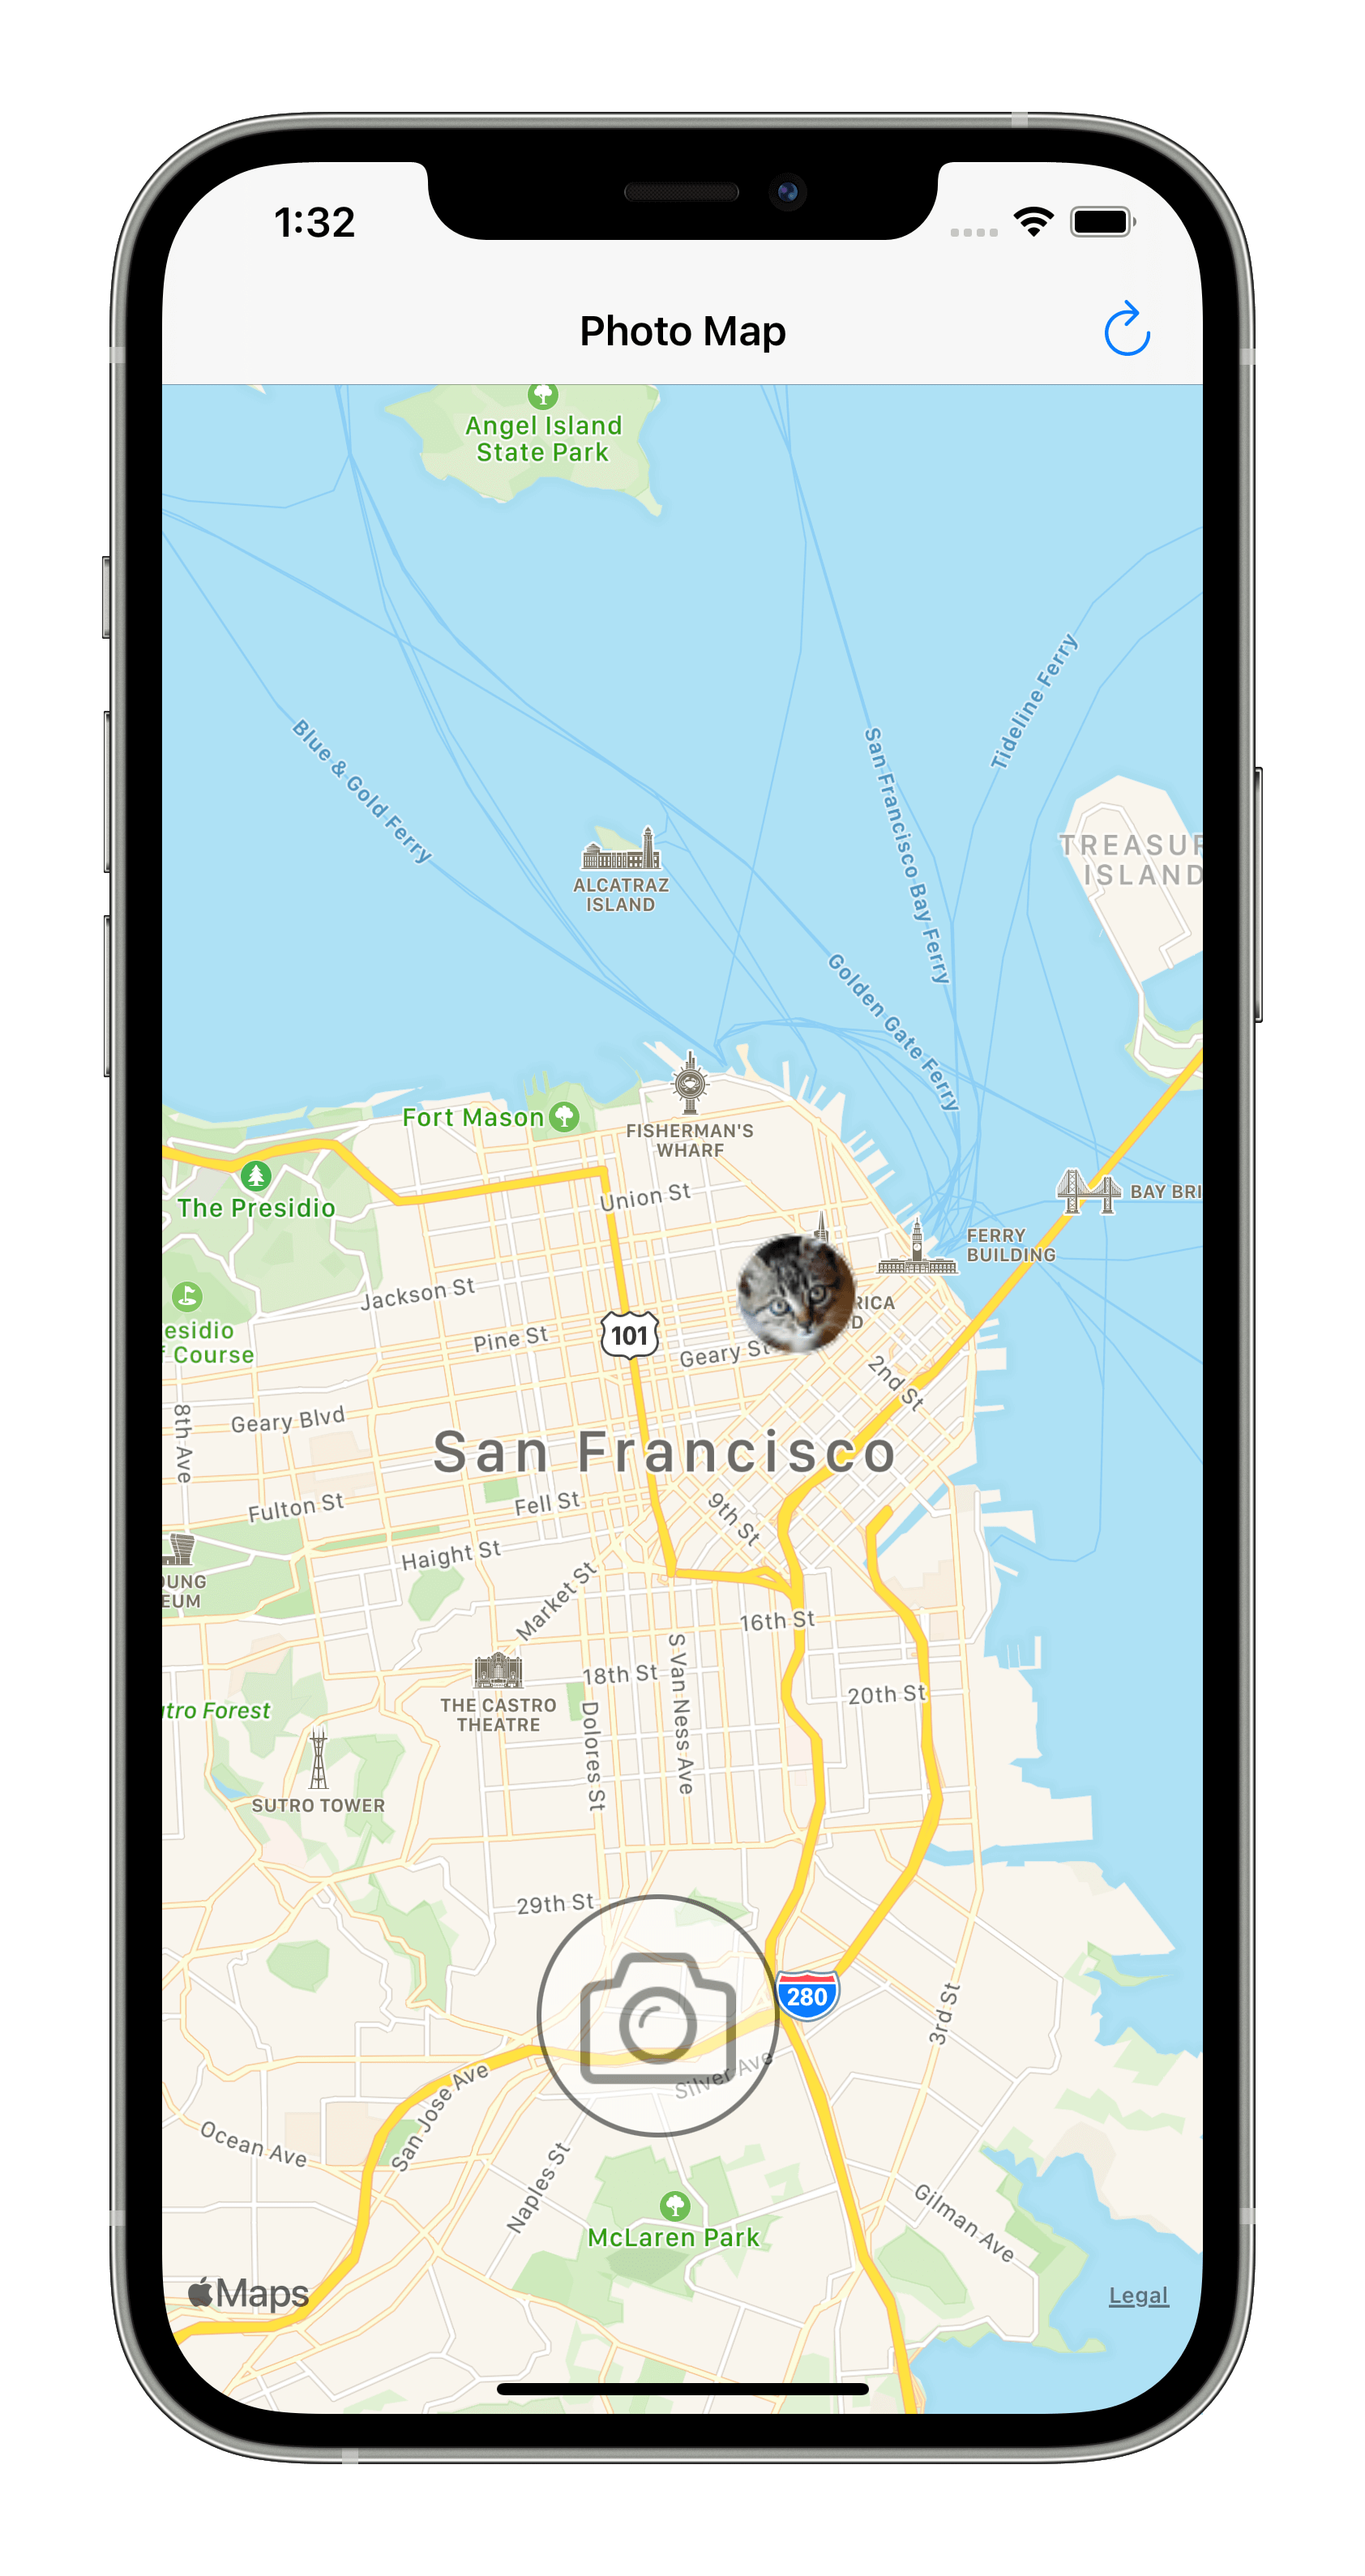 1:32
Photo Map
Angel Island
State Park
Tideline Ferry
Blue & Gold Ferry
San Francisco Bay Ferry
TREASUR
ISLAND
ALCATRAZ
ISLAND
Golden Gate Ferry
Fort Mason
FISHERMAN'S
WHARF
The Presidio
Union St
BAY BRI
FERRY
BUILDING
Jackson St
RICA
D
esidio
f Course
Pine St
101
Geary St
2nd St
8th Ave
Geary Blvd
San Francisco
Fulton St
Fell St
9th St
Haight St
OUNG
EUM
Market St
16th St
18th St
S Van Ness Ave
20th St
THE CASTRO
THEATRE
utro Forest
Dolores St
SUTRO TOWER
29th St
280
3rd St
Silver Ave
San Jose Ave
Ocean Ave
Naples St
Gilman Ave
McLaren Park
Maps
Legal